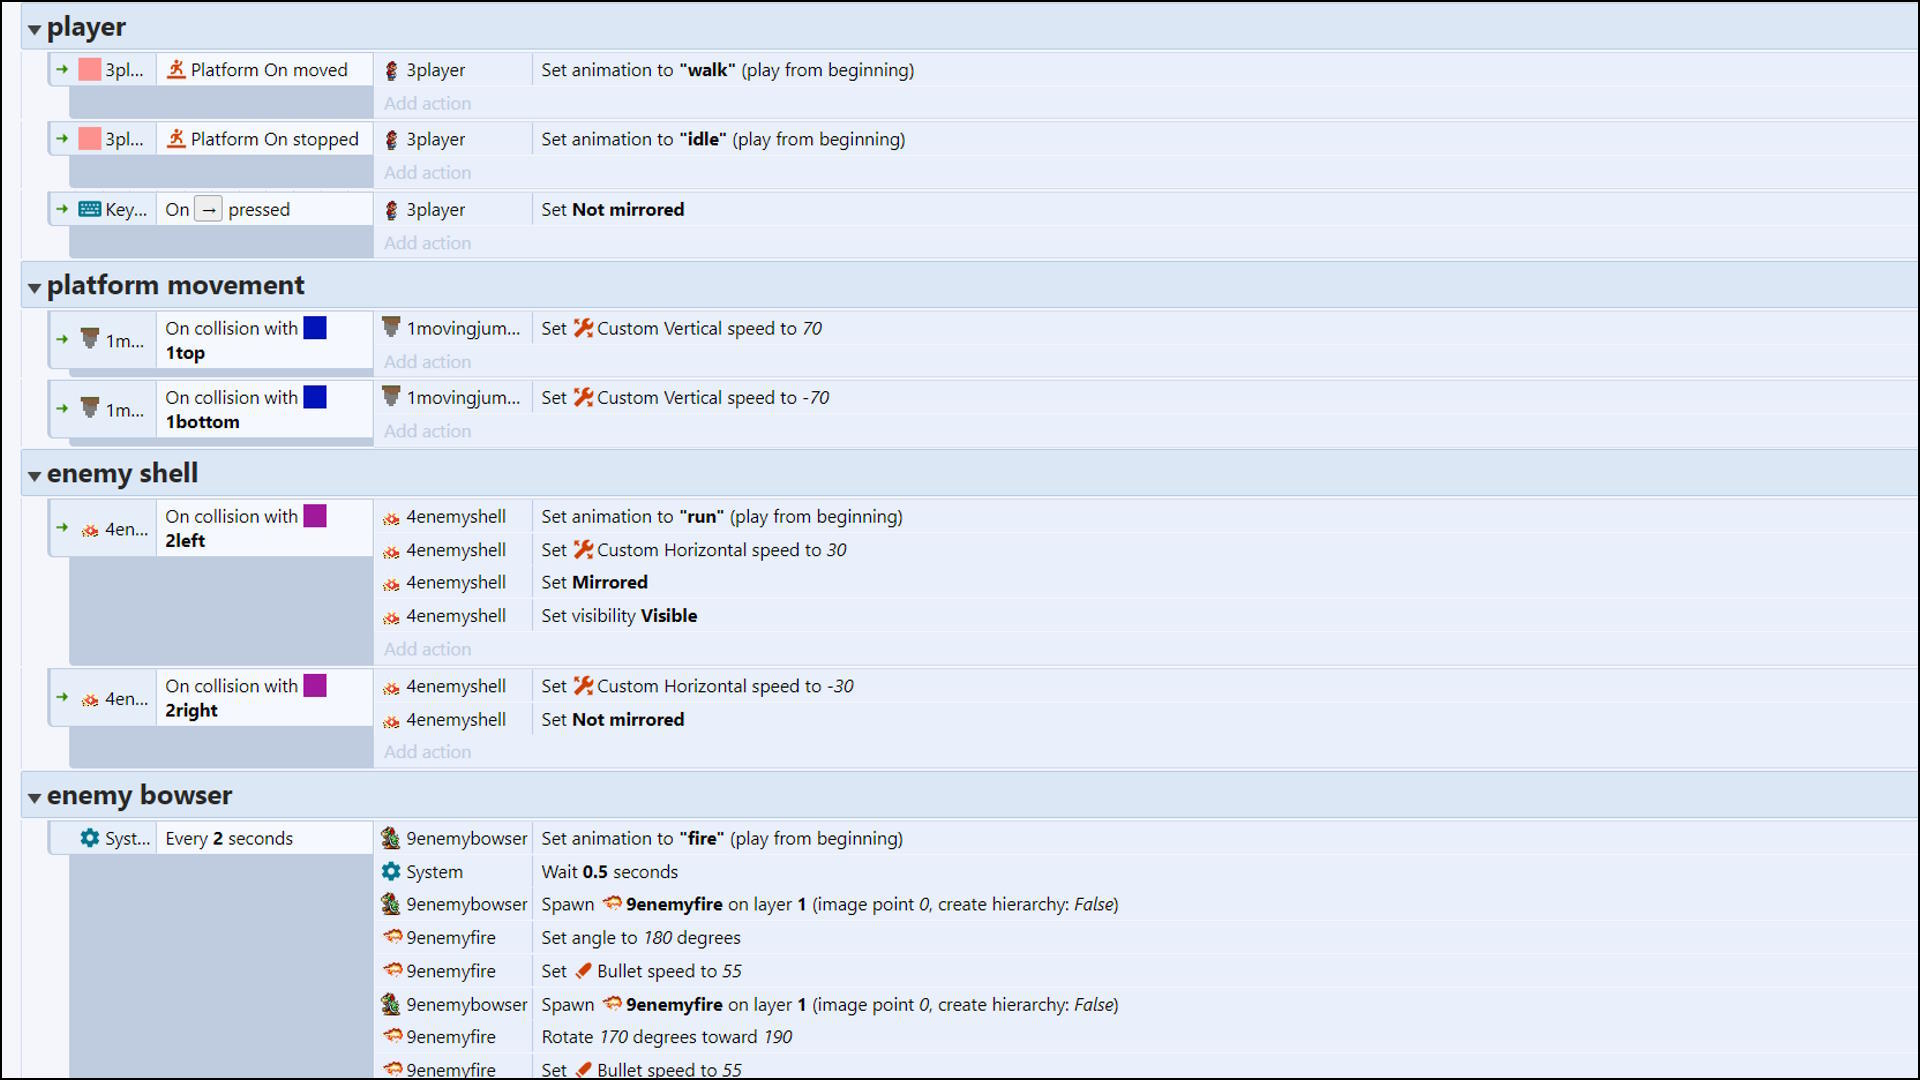 player
3pl... Platform On moved 3player Set animation to "walk" (play from beginning)
Add action
3pl... Platform On stopped 3player Set animation to "idle" (play from beginning)
Add action
Key... On → pressed 3player Set Not mirrored
Add action
platform movement
1m... On collision with 1top 1movingjum... Set Custom Vertical speed to 70
Add action
1m... On collision with 1bottom 1movingjum... Set Custom Vertical speed to -70
Add action
enemy shell
4en... On collision with 2left 4enemyshell Set animation to "run" (play from beginning)
4enemyshell Set Custom Horizontal speed to 30
4enemyshell Set Mirrored
4enemyshell Set visibility Visible
Add action
4en... On collision with 2right 4enemyshell Set Custom Horizontal speed to -30
4enemyshell Set Not mirrored
Add action
enemy bowser
Syst... Every 2 seconds 9enemybowser Set animation to "fire" (play from beginning)
System Wait 0.5 seconds
9enemybowser Spawn 9enemyfire on layer 1 (image point 0, create hierarchy: False)
9enemyfire Set angle to 180 degrees
9enemyfire Set Bullet speed to 55
9enemybowser Spawn 9enemyfire on layer 1 (image point 0, create hierarchy: False)
9enemyfire Rotate 170 degrees toward 190
9enemyfire Set Bullet speed to 55